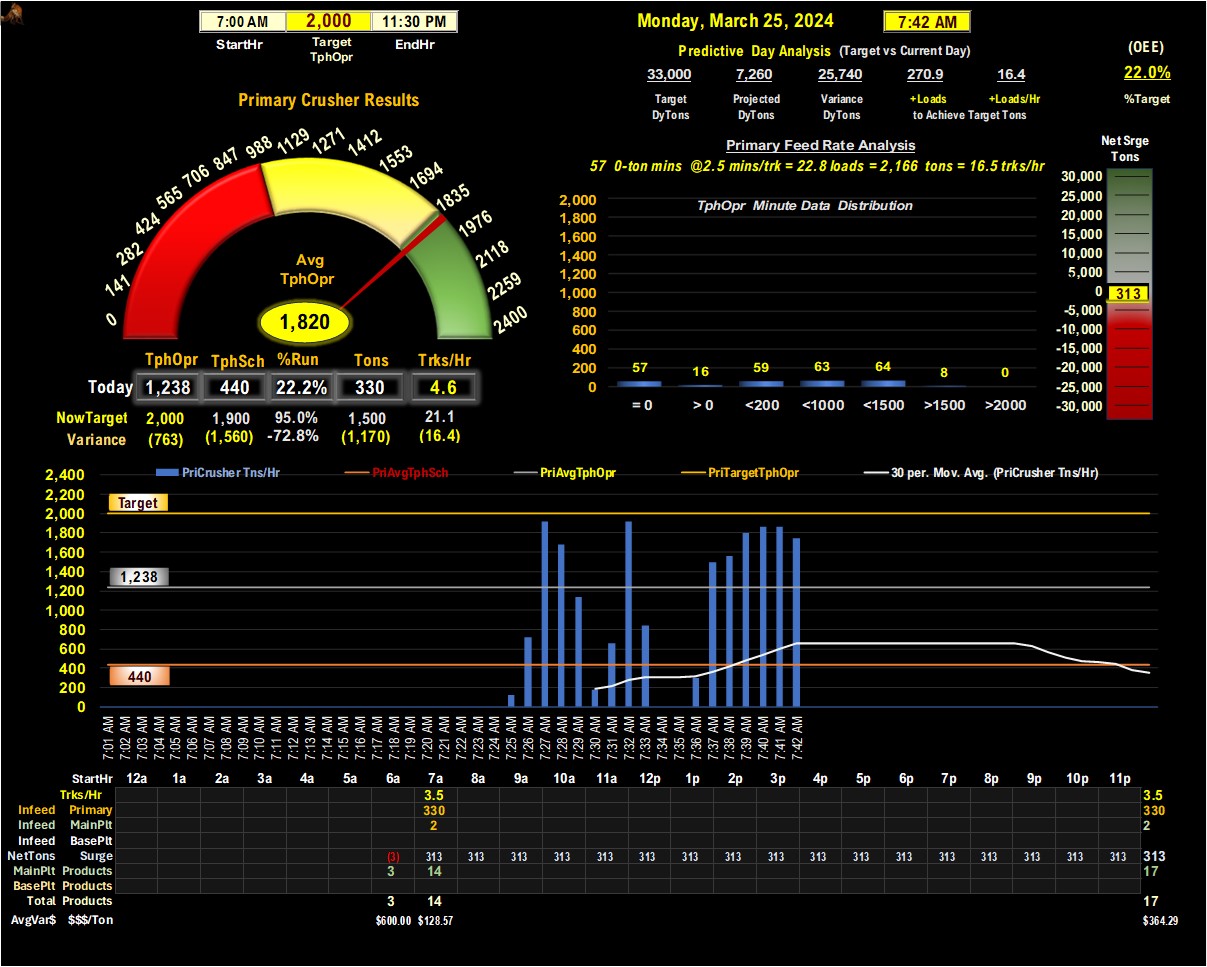 7:00 AM 2,000 11:30 PM
StartHr Target TphOpr EndHr
Monday, March 25, 2024 7:42 AM
Predictive Day Analysis (Target vs Current Day)
33,000 7,260 25,740 270.9 16.4
Target DyTons Projected DyTons Variance DyTons +Loads +Loads/Hr
to Achieve Target Tons
(OEE)
22.0%
%Target
Primary Crusher Results
0 141 282 424 565 706 847 988 1129 1271 1412 1553 1694 1835 1976 2118 2259 2400
Avg
TphOpr
1,820
TphOpr TphSch %Run Tons Trks/Hr
Today 1,238 440 22.2% 330 4.6
NowTarget 2,000 1,900 95.0% 1,500 21.1
Variance (763) (1,560) -72.8% (1,170) (16.4)
Primary Feed Rate Analysis
57 0-ton mins @2.5 mins/trk = 22.8 loads = 2,166 tons = 16.5 trks/hr
TphOpr Minute Data Distribution
2,000
1,800
1,600
1,400
1,200
1,000
800
600
400
200
0
57 16 59 63 64 8 0
= 0 > 0 <200 <1000 <1500 >1500 >2000
Net Srge
Tons
30,000
25,000
20,000
15,000
10,000
5,000
0
313
-5,000
-10,000
-15,000
-20,000
-25,000
-30,000
PriCrusher Tns/Hr PriAvgTphSch PriAvgTphOpr PriTargetTphOpr 30 per. Mov. Avg. (PriCrusher Tns/Hr)
2,400
2,200
2,000
1,800
1,600
1,400
1,200
1,000
800
600
400
200
0
Target
1,238
440
7:01 AM 7:02 AM 7:03 AM 7:04 AM 7:05 AM 7:06 AM 7:07 AM 7:08 AM 7:09 AM 7:10 AM 7:11 AM 7:12 AM 7:13 AM 7:14 AM 7:15 AM 7:16 AM 7:17 AM 7:18 AM 7:19 AM 7:20 AM 7:21 AM 7:22 AM 7:23 AM 7:24 AM 7:25 AM 7:26 AM 7:27 AM 7:28 AM 7:29 AM 7:30 AM 7:31 AM 7:32 AM 7:33 AM 7:34 AM 7:35 AM 7:36 AM 7:37 AM 7:38 AM 7:39 AM 7:40 AM 7:41 AM 7:42 AM
StartHr 12a 1a 2a 3a 4a 5a 6a 7a 8a 9a 10a 11a 12p 1p 2p 3p 4p 5p 6p 7p 8p 9p 10p 11p
Trks/Hr 3.5 3.5
Infeed Primary 330 330
Infeed MainPlt 2 2
Infeed BasePlt
NetTons Surge (3) 313 313 313 313 313 313 313 313 313 313 313 313 313 313 313 313 313 313
MainPlt Products 3 14 17
BasePlt Products
Total Products 3 14 17
AvgVar$ $$$/Ton $600.00 $128.57 $364.29